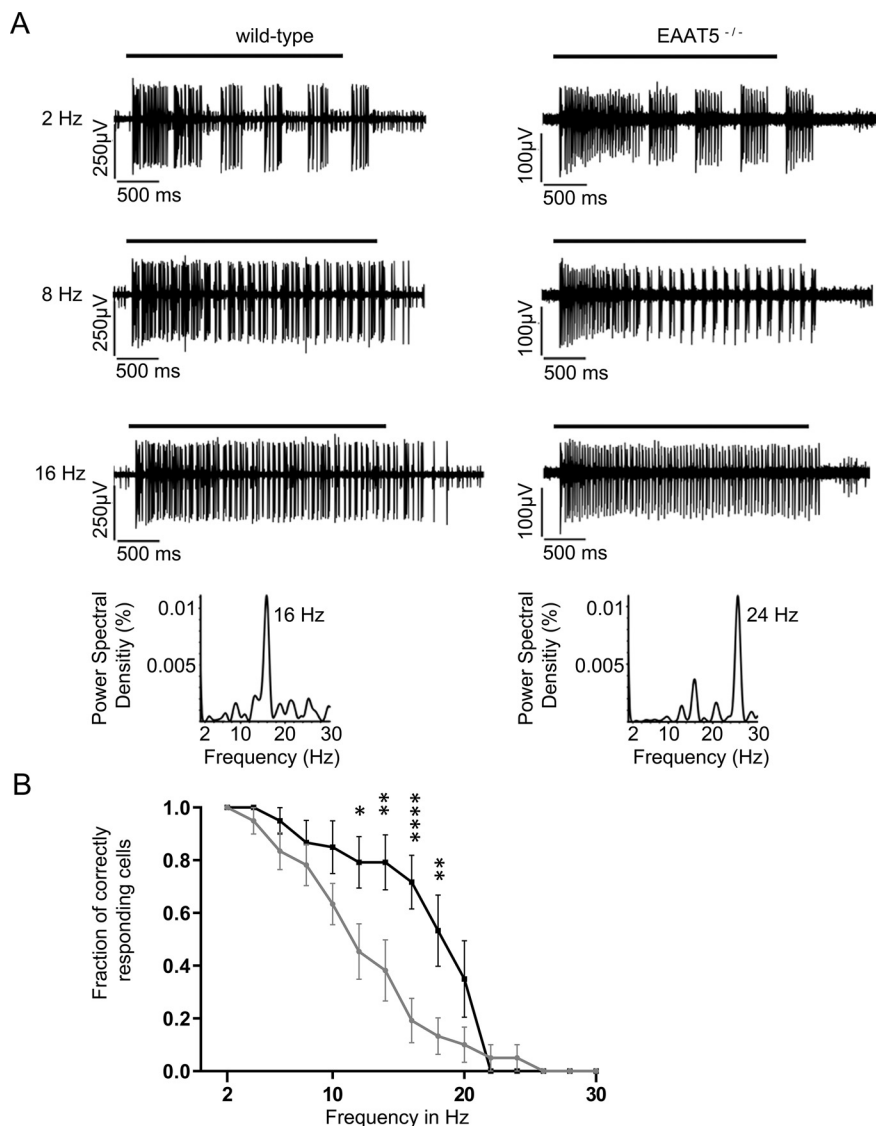 A
wild-type
EAAT5 -/-
2 Hz
250µV
500 ms
100µV
500 ms
8 Hz
250µV
500 ms
100µV
500 ms
16 Hz
250µV
500 ms
100µV
500 ms
Power Spectral
Densitiy (%)
0.01
0.005
16 Hz
2 10 20 30
Frequency (Hz)
Power Spectral
Densitiy (%)
0.01
0.005
24 Hz
2 10 20 30
Frequency (Hz)
B
Fraction of correctly
responding cells
1.0
0.8
0.6
0.4
0.2
0.0
*
**
****
**
2 10 20 30
Frequency in Hz